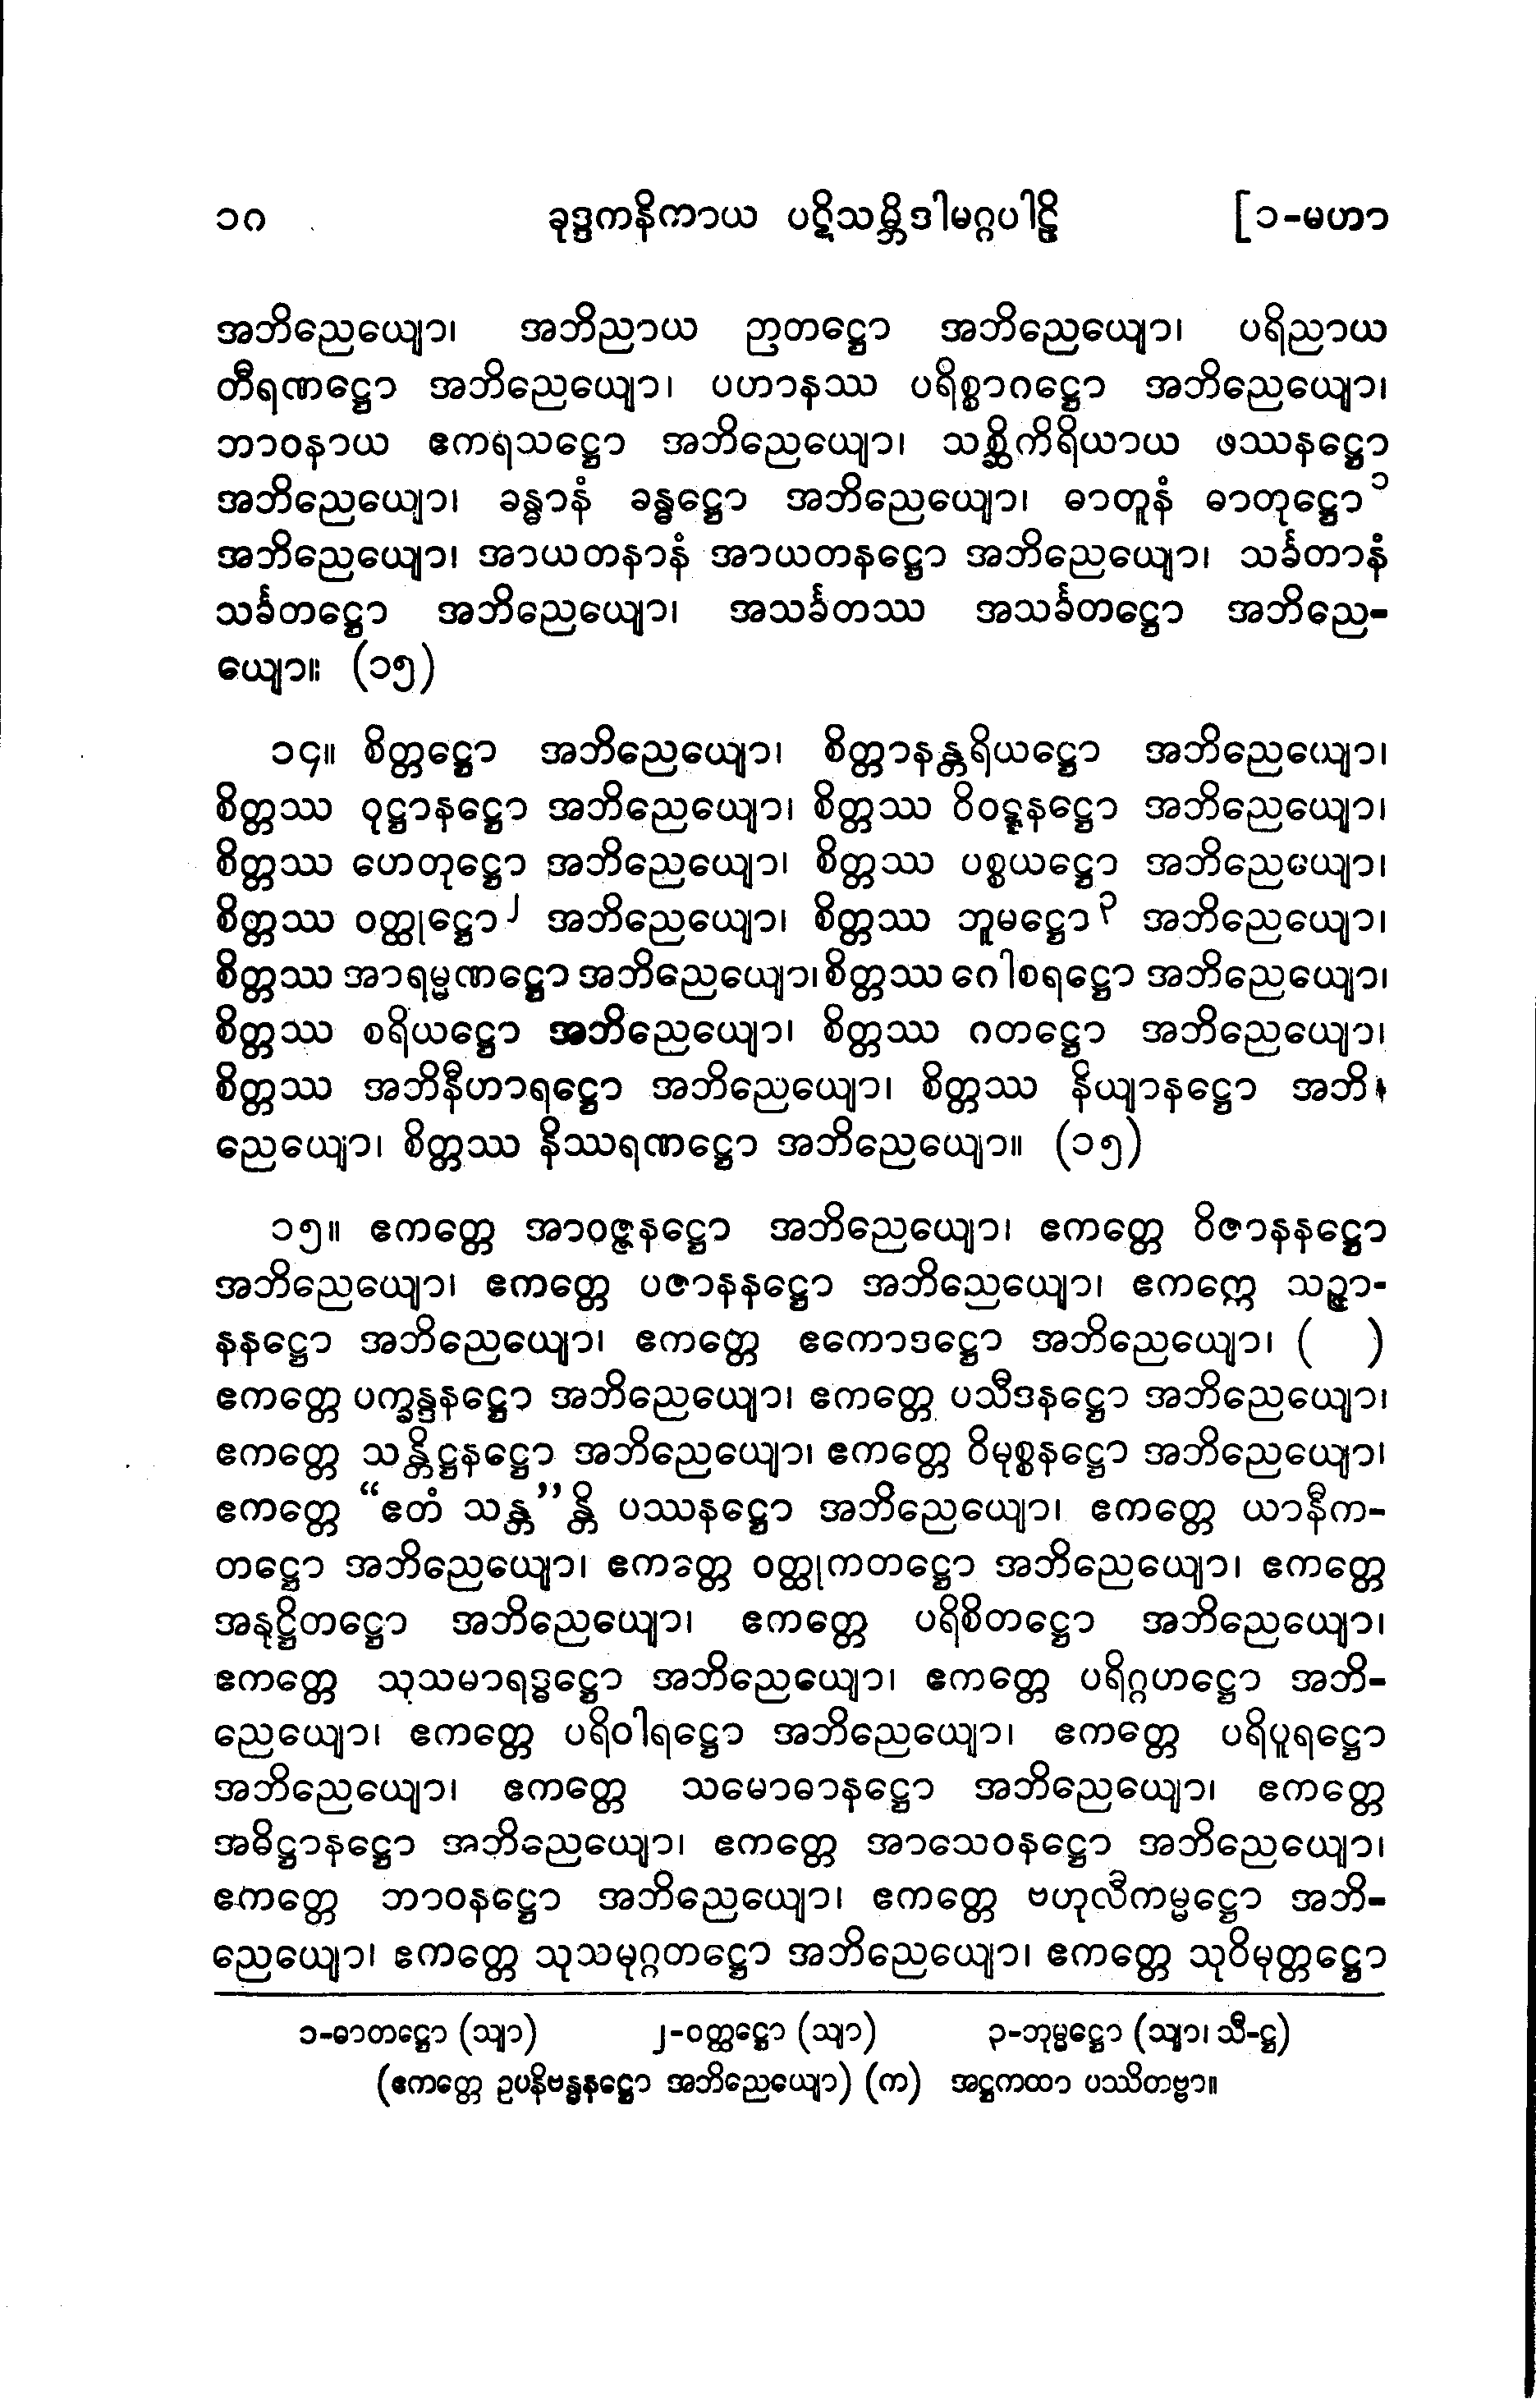 ၁၀ ခုဒ္ဒကနိကာယ ပဋိသမ္ဘိဒါမဂ္ဂပါဠိ [၁-မဟာ
အဘိညေယျော၊ အဘိညာယ ဉာတဋ္ဌော အဘိညေယျော၊ ပရိညာယ
တီရဏဋ္ဌော အဘိညေယျော၊ ပဟာနဿ ပရိစ္စာဂဋ္ဌော အဘိညေယျော၊
ဘာဝနာယ ဧကရသဋ္ဌော အဘိညေယျော၊ သစ္ဆိကိရိယာယ ဖဿနဋ္ဌော
အဘိညေယျော၊ ခန္ဓာနံ ခန္ဓဋ္ဌော အဘိညေယျော၊ ဓာတူနံ ဓာတုဋ္ဌော ၁
အဘိညေယျော၊ အာယတနာနံ အာယတနဋ္ဌော အဘိညေယျော၊ သင်္ခတာနံ
သင်္ခတဋ္ဌော အဘိညေယျော၊ အသင်္ခတဿ အသင်္ခတဋ္ဌော အဘိညေ-
ယျော။ (၁၅)
၁၄။ စိတ္တဋ္ဌော အဘိညေယျော၊ စိတ္တာနန္တရိယဋ္ဌော အဘိညေယျော၊
စိတ္တဿ ဝုဋ္ဌာနဋ္ဌော အဘိညေယျော၊ စိတ္တဿ ဝိဝဋ္ဋနဋ္ဌော အဘိညေယျော၊
စိတ္တဿ ဟေတုဋ္ဌော အဘိညေယျော၊ စိတ္တဿ ပစ္စယဋ္ဌော အဘိညေယျော၊
စိတ္တဿ ဝတ္ထုဋ္ဌော ၂ အဘိညေယျော၊ စိတ္တဿ ဘူမဋ္ဌော ၃ အဘိညေယျော၊
စိတ္တဿ အာရမ္မဏဋ္ဌော အဘိညေယျော၊ စိတ္တဿ ဂေါစရဋ္ဌော အဘိညေယျော၊
စိတ္တဿ စရိယဋ္ဌော အဘိညေယျော၊ စိတ္တဿ ဂတဋ္ဌော အဘိညေယျော၊
စိတ္တဿ အဘိနီဟာရဋ္ဌော အဘိညေယျော၊ စိတ္တဿ နိယျာနဋ္ဌော အဘိ-
ညေယျော၊ စိတ္တဿ နိဿရဏဋ္ဌော အဘိညေယျော။ (၁၅)
၁၅။ ဧကတ္တေ အာဝဇ္ဇနဋ္ဌော အဘိညေယျော၊ ဧကတ္တေ ဝိဇာနနဋ္ဌော
အဘိညေယျော၊ ဧကတ္တေ ပဇာနနဋ္ဌော အဘိညေယျော၊ ဧကတ္တေ သဉ္ဇာ-
နနဋ္ဌော အဘိညေယျော၊ ဧကတ္တေ ဧကောဒဋ္ဌော အဘိညေယျော၊ ( )
ဧကတ္တေ ပက္ခန္ဒနဋ္ဌော အဘိညေယျော၊ ဧကတ္တေ ပသီဒနဋ္ဌော အဘိညေယျော၊
ဧကတ္တေ သန္တိဋ္ဌနဋ္ဌော အဘိညေယျော၊ ဧကတ္တေ ဝိမုစ္စနဋ္ဌော အဘိညေယျော၊
ဧကတ္တေ “ဧတံ သန္တ”န္တိ ပဿနဋ္ဌော အဘိညေယျော၊ ဧကတ္တေ ယာနီက-
တဋ္ဌော အဘိညေယျော၊ ဧကတ္တေ ဝတ္ထုကတဋ္ဌော အဘိညေယျော၊ ဧကတ္တေ
အနုဋ္ဌိတဋ္ဌော အဘိညေယျော၊ ဧကတ္တေ ပရိစိတဋ္ဌော အဘိညေယျော၊
ဧကတ္တေ သုသမာရဒ္ဓဋ္ဌော အဘိညေယျော၊ ဧကတ္တေ ပရိဂ္ဂဟဋ္ဌော အဘိ-
ညေယျော၊ ဧကတ္တေ ပရိဝါရဋ္ဌော အဘိညေယျော၊ ဧကတ္တေ ပရိပူရဋ္ဌော
အဘိညေယျော၊ ဧကတ္တေ သမောဓာနဋ္ဌော အဘိညေယျော၊ ဧကတ္တေ
အဓိဋ္ဌာနဋ္ဌော အဘိညေယျော၊ ဧကတ္တေ အာသေဝနဋ္ဌော အဘိညေယျော၊
ဧကတ္တေ ဘာဝနဋ္ဌော အဘိညေယျော၊ ဧကတ္တေ ဗဟုလီကမ္မဋ္ဌော အဘိ-
ညေယျော၊ ဧကတ္တေ သုသမုဂ္ဂတဋ္ဌော အဘိညေယျော၊ ဧကတ္တေ သုဝိမုတ္တဋ္ဌော
၁-ဓာတဋ္ဌော (သျာ) ၂-ဝတ္ထဋ္ဌော (သျာ) ၃-ဘုမ္မဋ္ဌော (သျာ၊ သီ-ဋ္ဌ)
(ဧကတ္တေ ဥပနိဗန္ဓနဋ္ဌော အဘိညေယျော) (က) အဋ္ဌကထာ ပဿိတဗ္ဗာ။